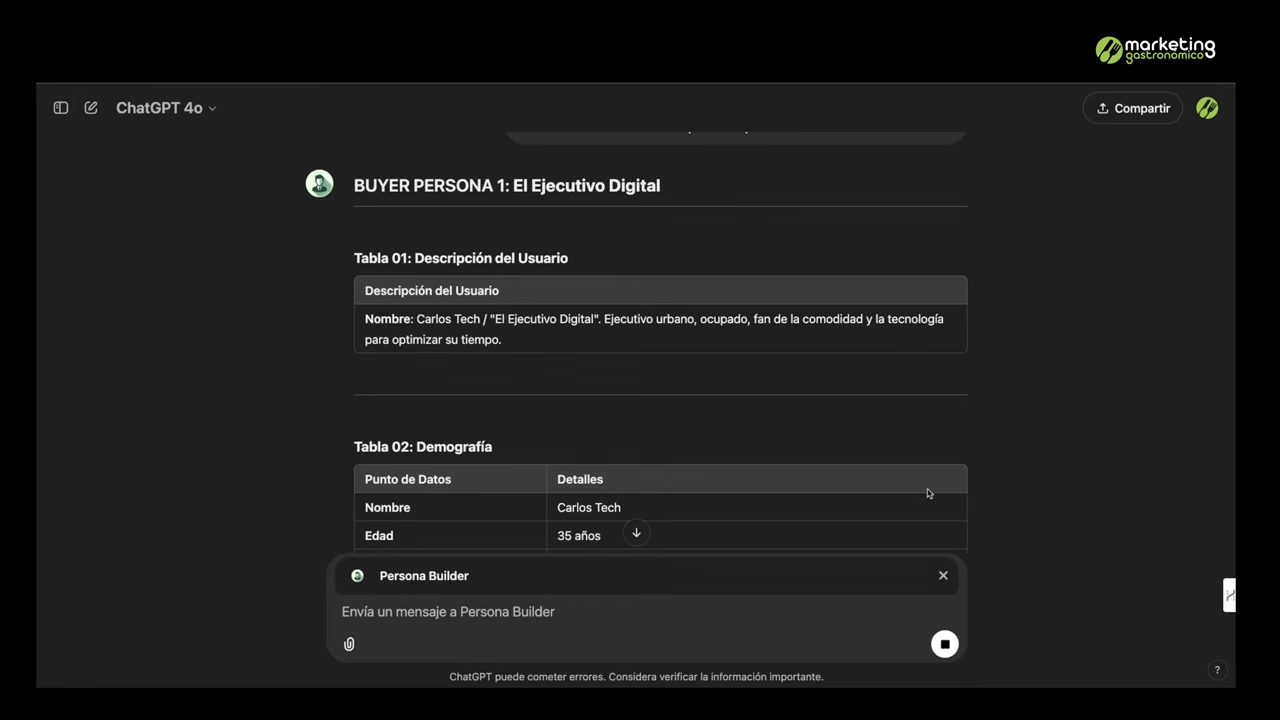 marketing
gastronomico
ChatGPT 4o
Compartir
BUYER PERSONA 1: El Ejecutivo Digital
Tabla 01: Descripción del Usuario
Descripción del Usuario
Nombre: Carlos Tech / "El Ejecutivo Digital". Ejecutivo urbano, ocupado, fan de la comodidad y la tecnología
para optimizar su tiempo.
Tabla 02: Demografía
Punto de Datos Detalles
Nombre Carlos Tech
Edad 35 años
Persona Builder
Envía un mensaje a Persona Builder
ChatGPT puede cometer errores. Considera verificar la información importante.
?